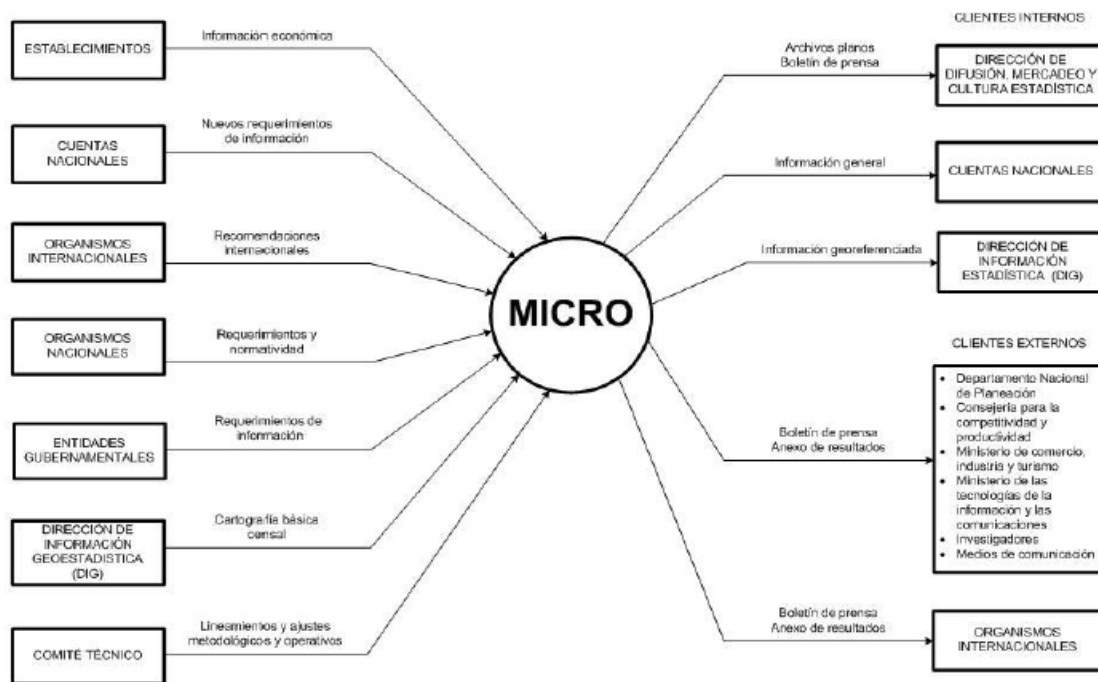 ESTABLECIMIENTOS
Información económica
CUENTAS
NACIONALES
Nuevos requerimientos
de información
ORGANISMOS
INTERNACIONALES
Recomendaciones
internacionales
ORGANISMOS
NACIONALES
Requerimientos y
normatividad
ENTIDADES
GUBERNAMENTALES
Requerimientos de
información
DIRECCIÓN DE
INFORMACIÓN
GEOESTADISTICA
(DIG)
Cartografía básica
censal
COMITÉ TÉCNICO
Lineamientos y ajustes
metodológicos y operativos
MICRO
CLIENTES INTERNOS
Archivos planos
Boletín de prensa
DIRECCIÓN DE
DIFUSIÓN, MERCADEO Y
CULTURA ESTADÍSTICA
Información general
CUENTAS NACIONALES
Información georeferenciada
DIRECCIÓN DE
INFORMACIÓN
ESTADÍSTICA (DIG)
CLIENTES EXTERNOS
Boletín de prensa
Anexo de resultados
• Departamento Nacional
de Planeación
• Consejería para la
competitividad y
productividad
• Ministerio de comercio,
industria y turismo
• Ministerio de las
tecnologías de la
información y las
comunicaciones
• Investigadores
• Medios de comunicación
Boletín de prensa
Anexo de resultados
ORGANISMOS
INTERNACIONALES